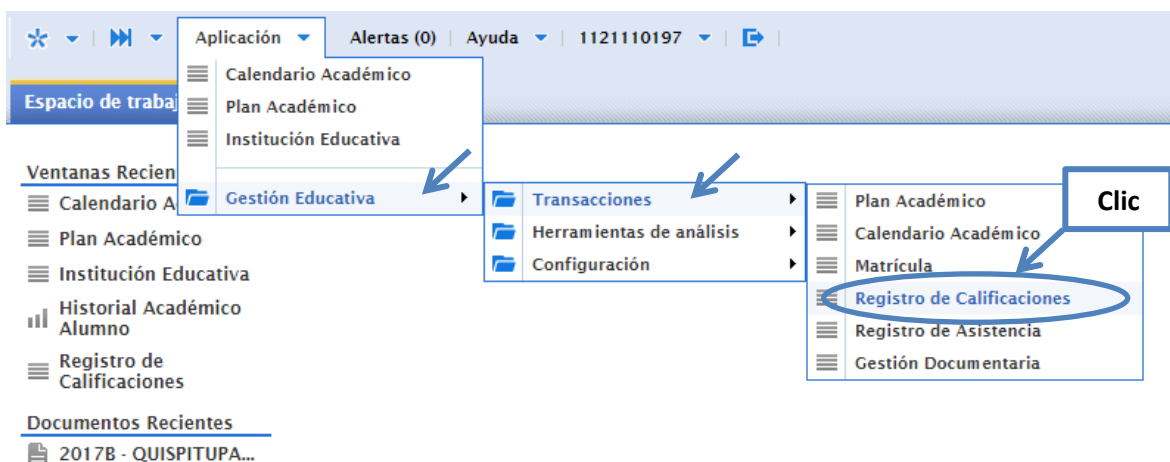 Aplicación Alertas (0) Ayuda 1121110197
Espacio de trabaj
Calendario Académico
Plan Académico
Institución Educativa
Gestión Educativa
Transacciones
Herramientas de análisis
Configuración
Plan Académico
Calendario Académico
Matrícula
Registro de Calificaciones
Registro de Asistencia
Gestión Documentaria
Clic
Ventanas Recien
Calendario A
Plan Académico
Institución Educativa
Historial Académico
Alumno
Registro de
Calificaciones
Documentos Recientes
2017B - QUISPITUPA...